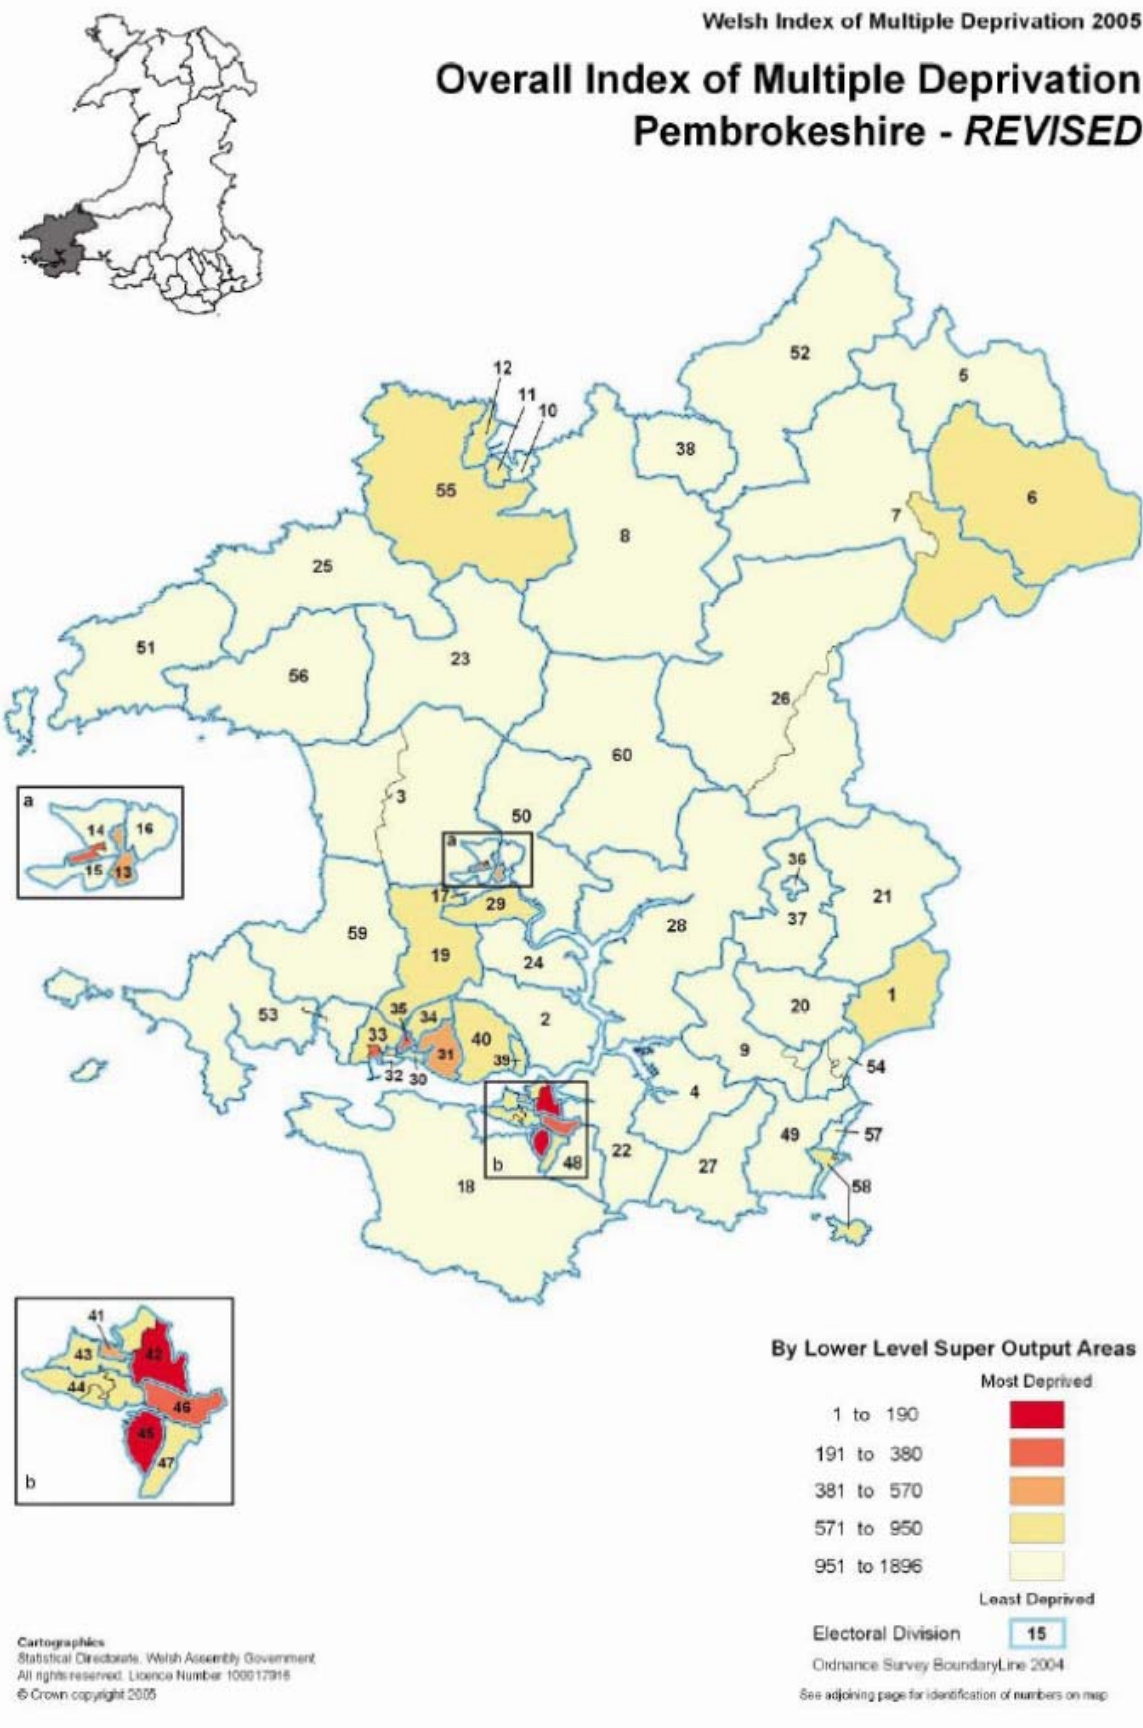 Welsh Index of Multiple Deprivation 2005
Overall Index of Multiple Deprivation
Pembrokeshire - REVISED
52
5
12
11
10
38
55
6
7
8
25
51
23
56
26
60
3
50
a
14
16
15
13
a
36
17
29
21
37
28
59
19
24
1
20
35
53
34
2
33
40
31
9
39
54
32
30
4
49
57
22
27
b
48
18
58
41
43
42
44
46
45
47
b
By Lower Level Super Output Areas
Most Deprived
1 to 190
191 to 380
381 to 570
571 to 950
951 to 1896
Least Deprived
Electoral Division
15
Ordnance Survey BoundaryLine 2004
See adjoining page for identification of numbers on map
Cartographics
Statistical Directorate, Welsh Assembly Government
All rights reserved. Licence Number 100017916
© Crown copyright 2005